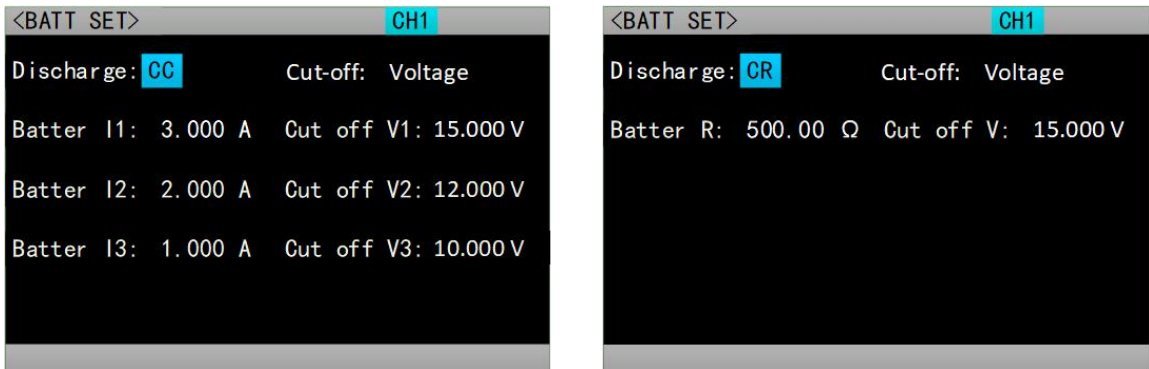 <BATT SET> CH1
Discharge: CC Cut-off: Voltage
Batter I1: 3.000 A Cut off V1: 15.000 V
Batter I2: 2.000 A Cut off V2: 12.000 V
Batter I3: 1.000 A Cut off V3: 10.000 V
<BATT SET> CH1
Discharge: CR Cut-off: Voltage
Batter R: 500.00 Ω Cut off V: 15.000 V